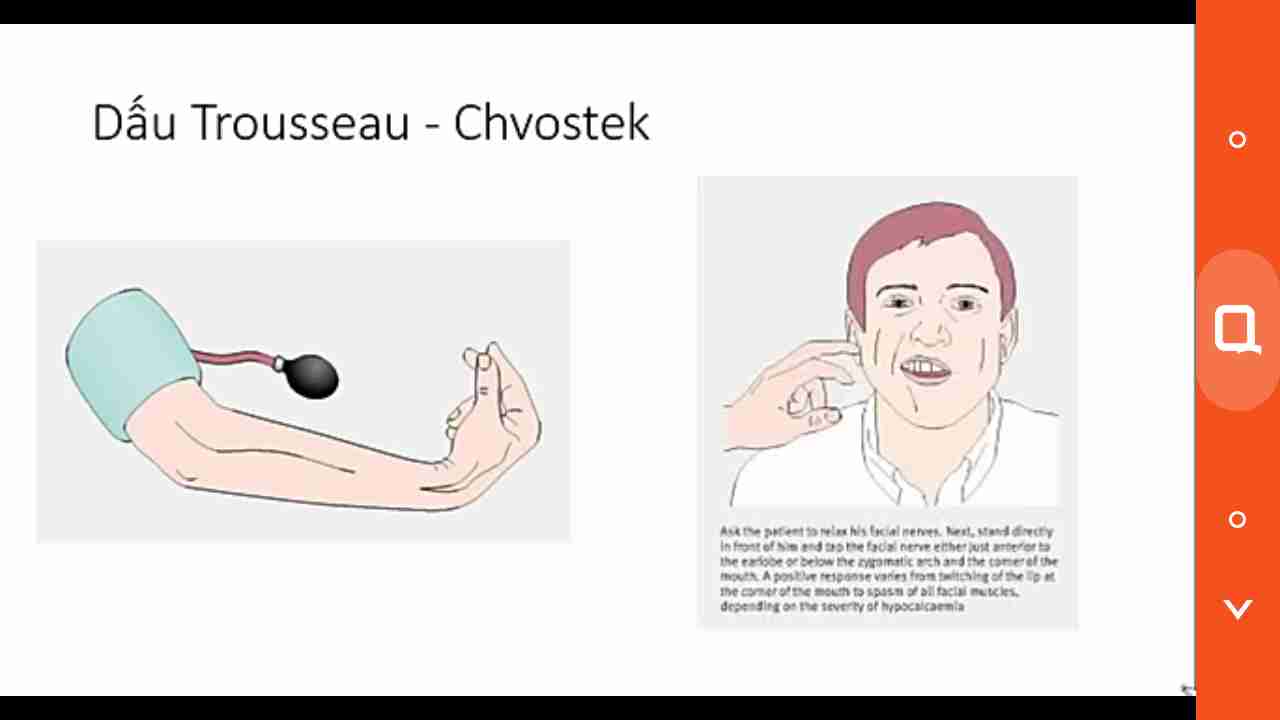 Dấu Trousseau - Chvostek
Ask the patient to relax his facial nerves. Next, stand directly
in front of him and tap the facial nerve either just anterior to
the earlobe or below the zygomatic arch and the corner of the
mouth. A positive response varies from twitching of the lip at
the corner of the mouth to spasm of all facial muscles,
depending on the severity of hypocalcaemia